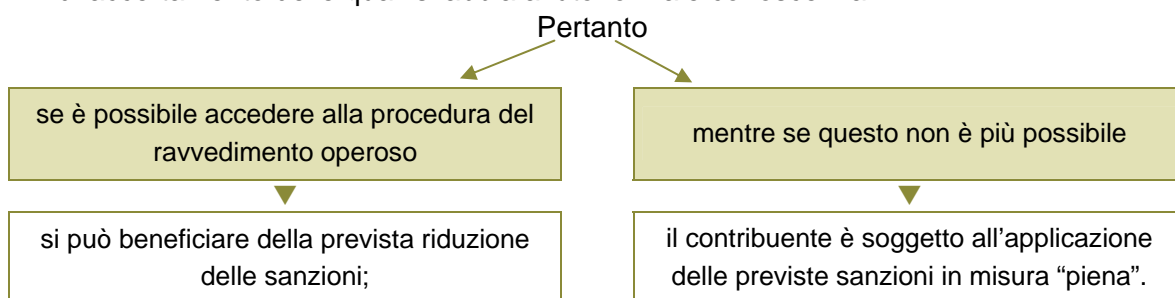 Pertanto
se è possibile accedere alla procedura del
ravvedimento operoso
mentre se questo non è più possibile
si può beneficiare della prevista riduzione
delle sanzioni;
il contribuente è soggetto all’applicazione
delle previste sanzioni in misura “piena”.